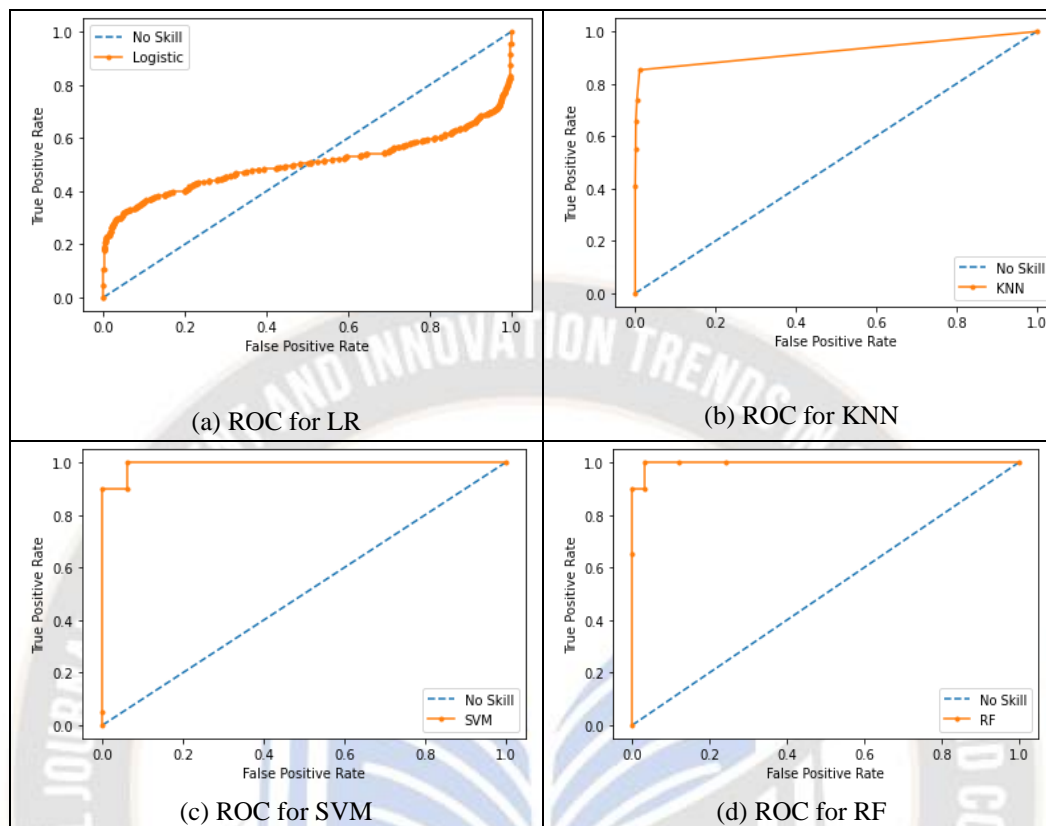 1.0
0.8
0.6
0.4
0.2
0.0
True Positive Rate
No Skill
Logistic
0.0 0.2 0.4 0.6 0.8 1.0
False Positive Rate
(a) ROC for LR
1.0
0.8
0.6
0.4
0.2
0.0
True Positive Rate
No Skill
KNN
0.0 0.2 0.4 0.6 0.8 1.0
False Positive Rate
(b) ROC for KNN
1.0
0.8
0.6
0.4
0.2
0.0
True Positive Rate
No Skill
SVM
0.0 0.2 0.4 0.6 0.8 1.0
False Positive Rate
(c) ROC for SVM
1.0
0.8
0.6
0.4
0.2
0.0
True Positive Rate
No Skill
RF
0.0 0.2 0.4 0.6 0.8 1.0
False Positive Rate
(d) ROC for RF
AND INNOVATION TRENDS IN